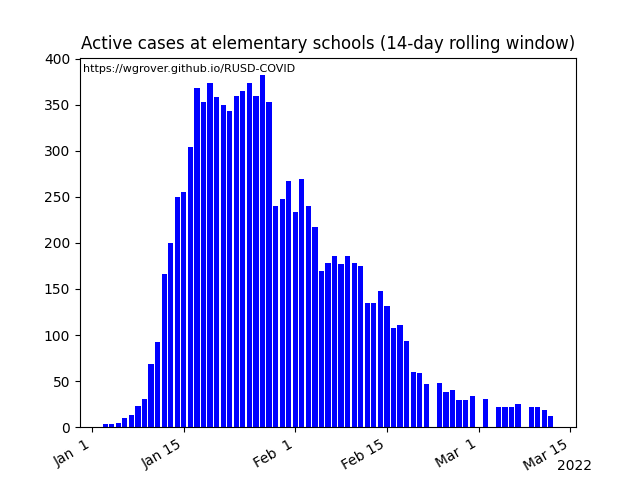 Active cases at elementary schools (14-day rolling window)
https://wgrover.github.io/RUSD-COVID
400
350
300
250
200
150
100
50
0
Jan 1
Jan 15
Feb 1
Feb 15
Mar 1
Mar 15
2022